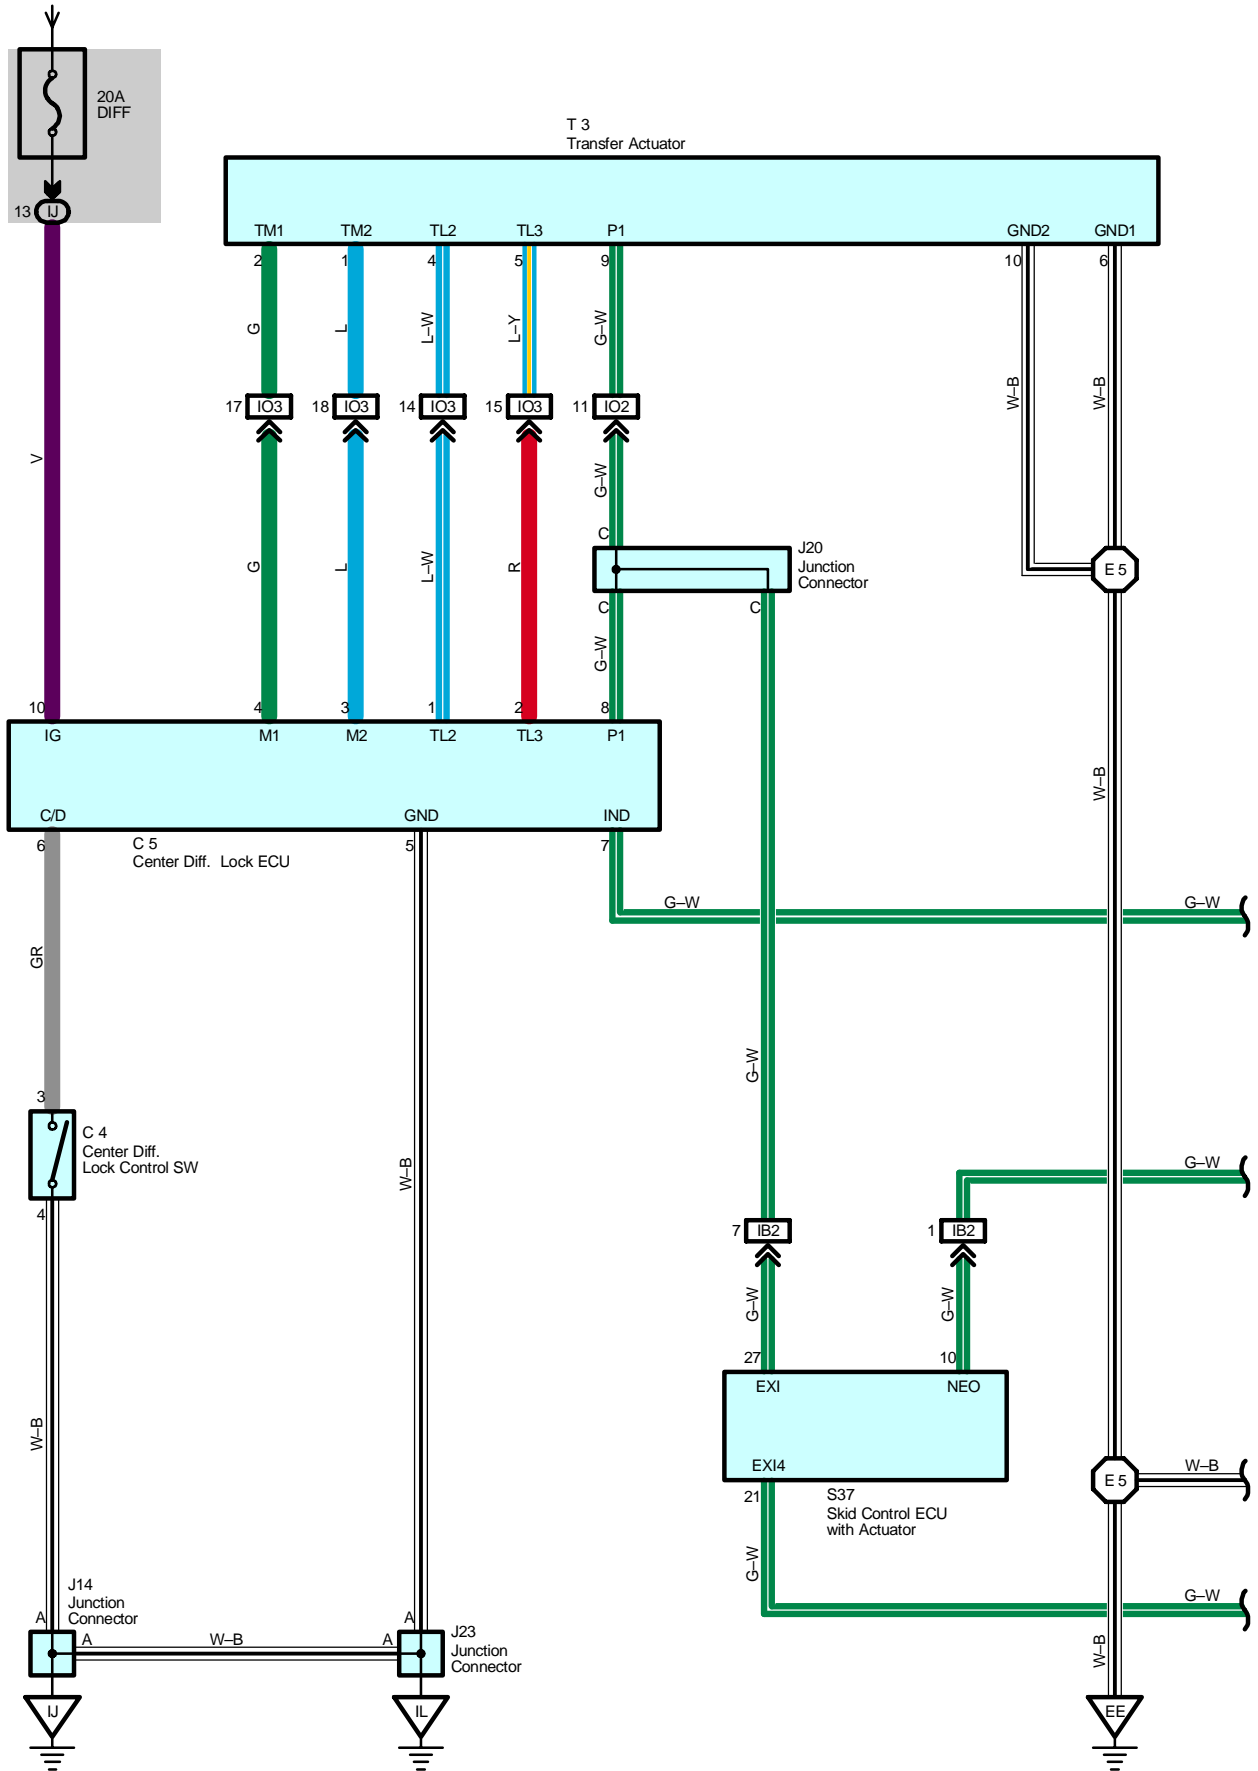 20A
DIFF
13 IJ
T 3
Transfer Actuator
TM1 TM2 TL2 TL3 P1 GND2 GND1
2 1 4 5 9 10 6
G L L–W L–Y G–W W–B W–B
17 IO3 18 IO3 14 IO3 15 IO3 11 IO2
V
G–W
C
J20
Junction
Connector
G L L–W R
E 5
C C
G–W
10 4 3 1 2 8
IG M1 M2 TL2 TL3 P1
W–B
C/D GND IND
6 5 7
C 5
Center Diff. Lock ECU
G–W G–W
GR
G–W
3
C 4
Center Diff.
Lock Control SW
W–B
G–W
4
7 IB2 1 IB2
G–W G–W
27 10
EXI NEO
W–B
EXI4
E 5
W–B
21
S37
Skid Control ECU
with Actuator
G–W
G–W
J14
Junction
Connector
A A
J23
Junction
Connector
A W–B A
W–B
IJ IL EE